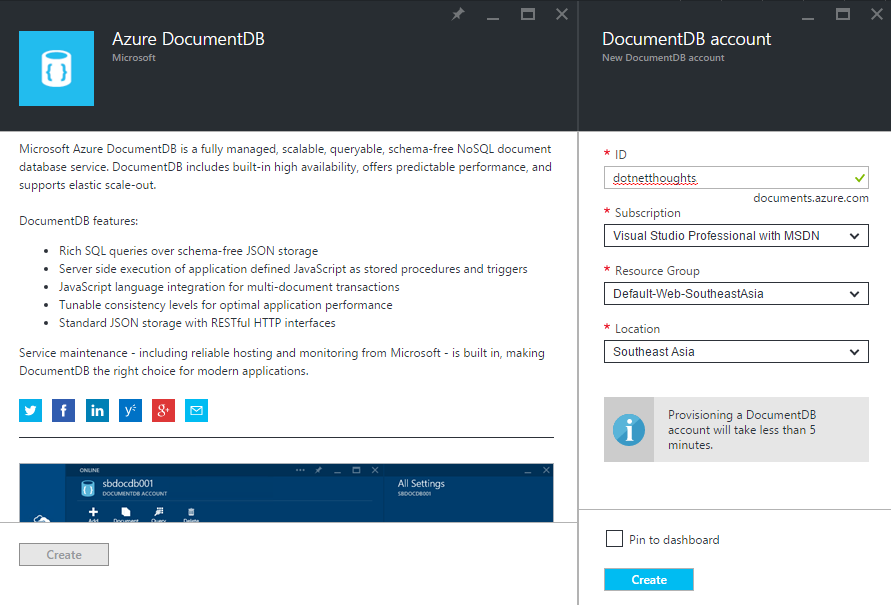 Azure DocumentDB
Microsoft
Microsoft Azure DocumentDB is a fully managed, scalable, queryable, schema-free NoSQL document
database service. DocumentDB includes built-in high availability, offers predictable performance, and
supports elastic scale-out.
DocumentDB features:
• Rich SQL queries over schema-free JSON storage
• Server side execution of application defined JavaScript as stored procedures and triggers
• JavaScript language integration for multi-document transactions
• Tunable consistency levels for optimal application performance
• Standard JSON storage with RESTful HTTP interfaces
Service maintenance - including reliable hosting and monitoring from Microsoft - is built in, making
DocumentDB the right choice for modern applications.
ONLINE
sbdocdb001
DOCUMENTDB ACCOUNT
Add Document Query Delete
All Settings
SBDOCDB001
Create
DocumentDB account
New DocumentDB account
* ID
dotnetthoughts
documents.azure.com
* Subscription
Visual Studio Professional with MSDN
* Resource Group
Default-Web-SoutheastAsia
* Location
Southeast Asia
Provisioning a DocumentDB
account will take less than 5
minutes.
Pin to dashboard
Create